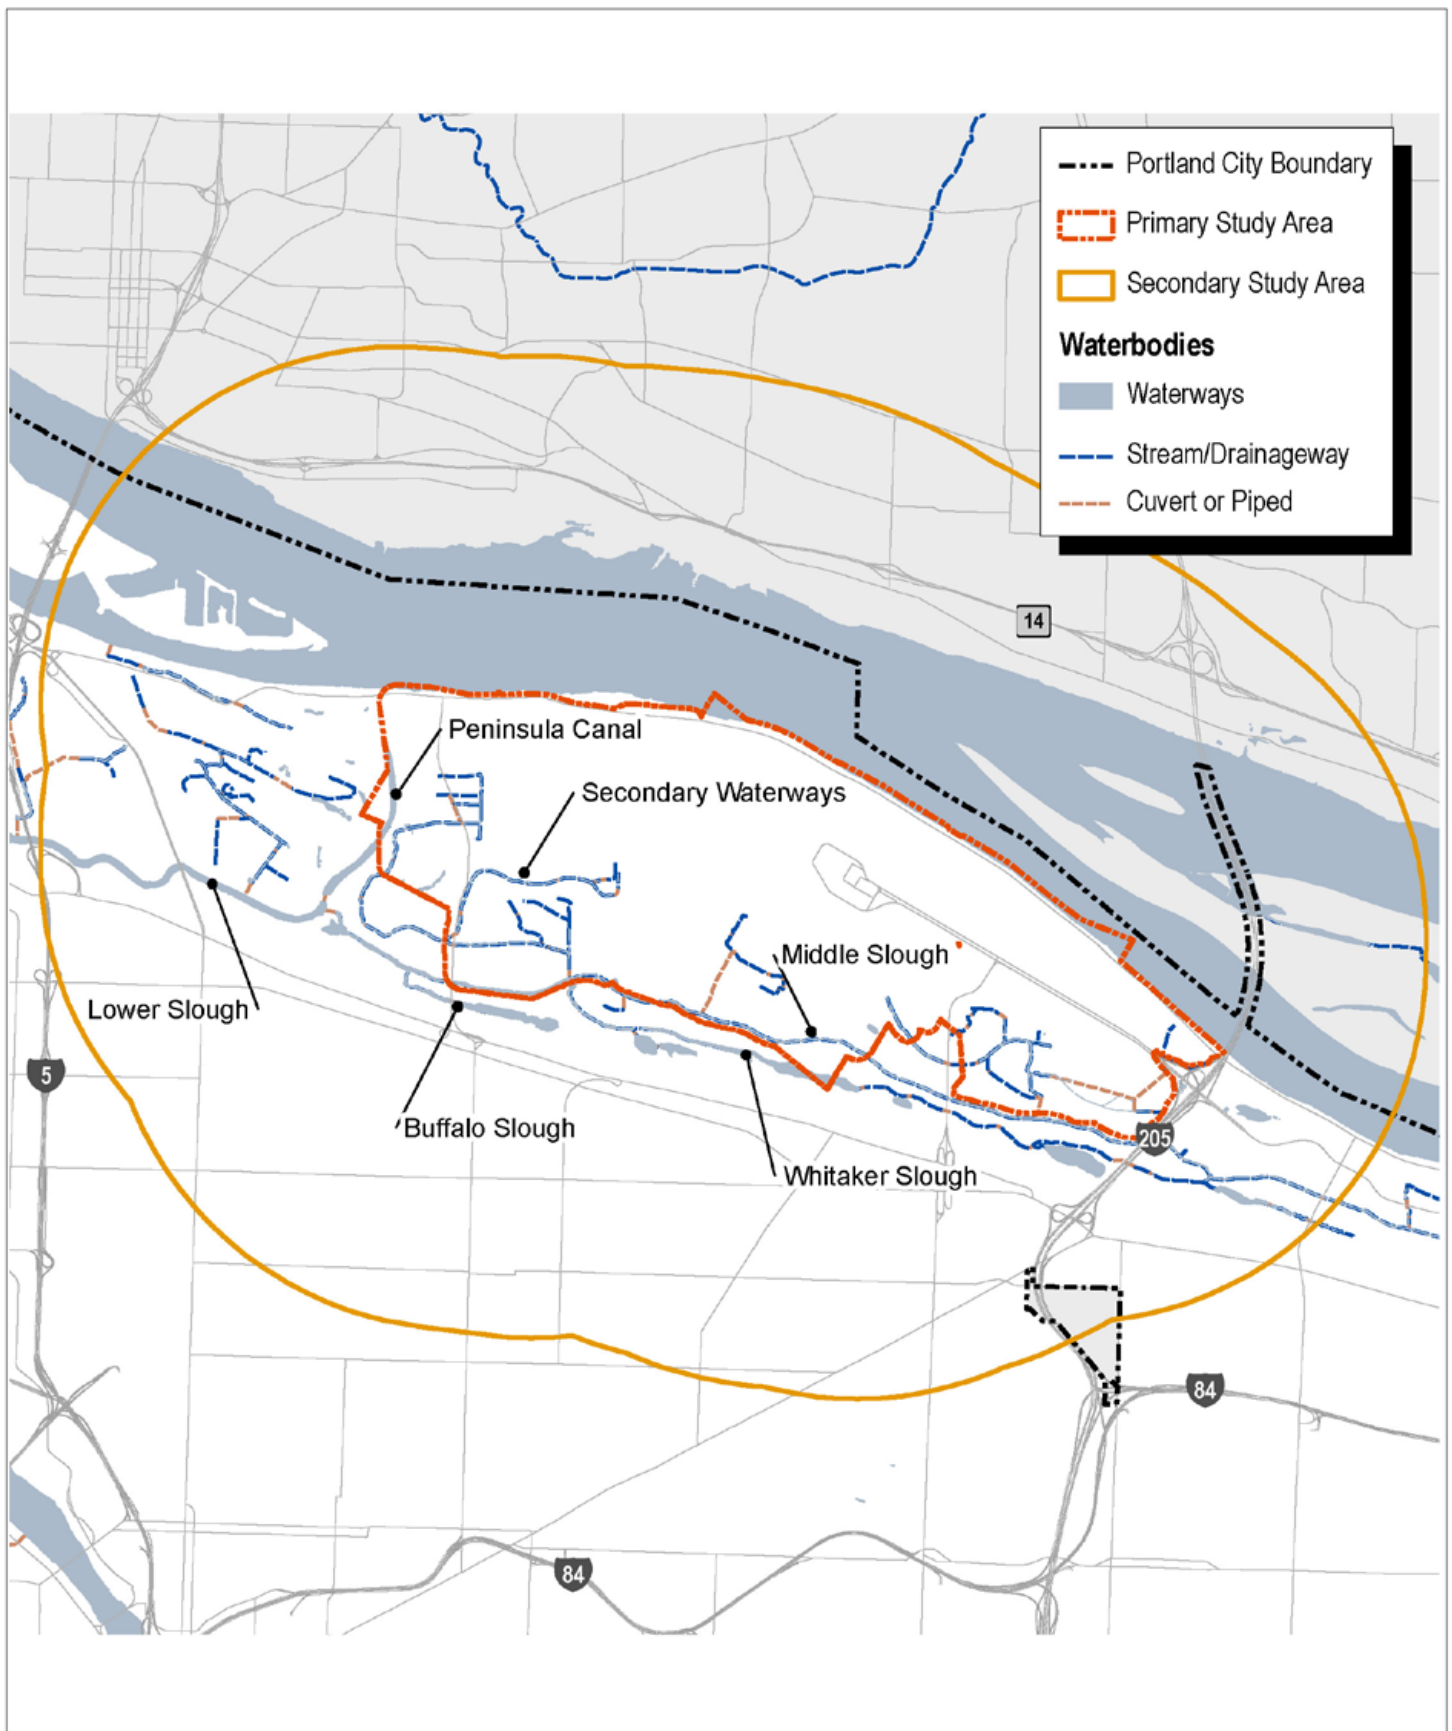 Portland City Boundary
Primary Study Area
Secondary Study Area
Waterbodies
Waterways
Stream/Drainageway
Cuvert or Piped
14
Peninsula Canal
Secondary Waterways
Middle Slough
Lower Slough
5
Buffalo Slough
205
Whitaker Slough
84
84